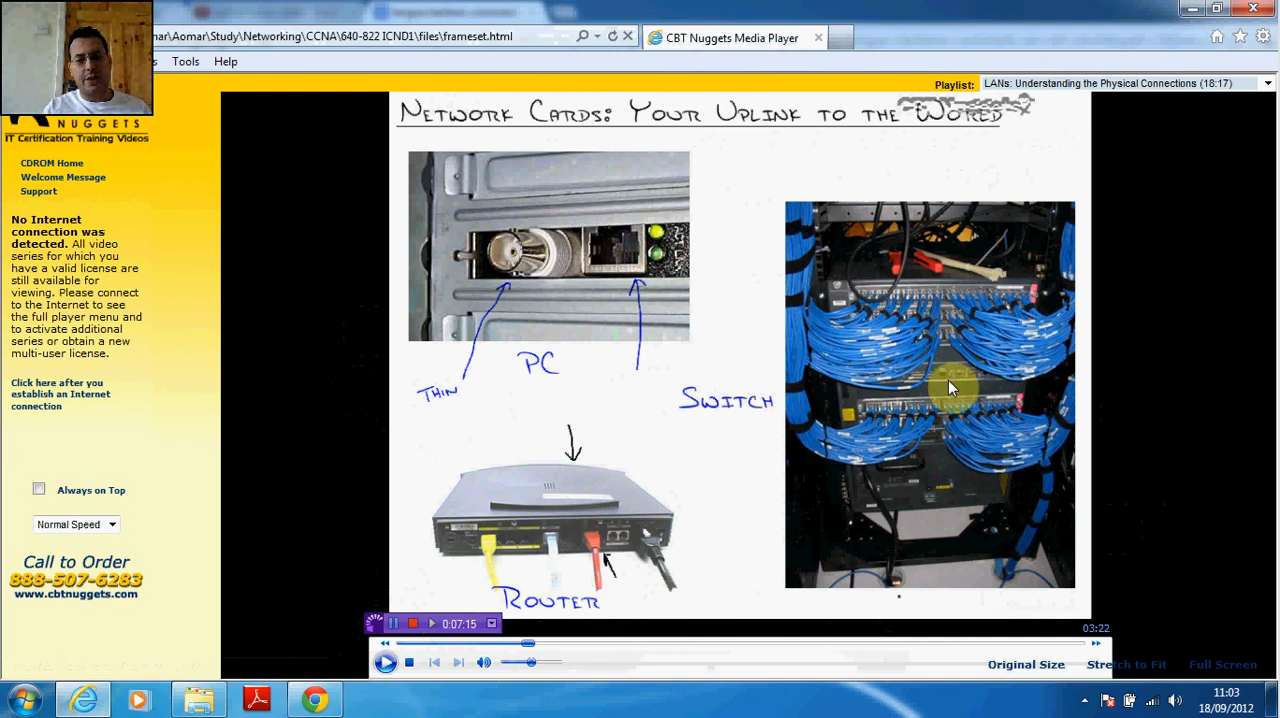 nar\Aomar\Study\Networking\CCNA\640-822 ICND1\files\frameset.html
CBT Nuggets Media Player
Tools
Help
Playlist:
LANs: Understanding the Physical Connections (18:17)
NUGGETS
IT Certification Training Videos
CDROM Home
Welcome Message
Support
No Internet
connection was
detected. All video
series for which you
have a valid license are
still available for
viewing. Please connect
to the Internet to see
the full player menu and
to activate additional
series or obtain a new
multi-user license.
Click here after you
establish an Internet
connection
Always on Top
Normal Speed
Call to Order
888-507-6283
www.cbtnuggets.com
NETWORK CARDS: YOUR UPLINK TO THE WORED
PC
THIN
SWITCH
ROUTER
0:07:15
03:22
Original Size
Stretch to Fit
Full Screen
11:03
18/09/2012